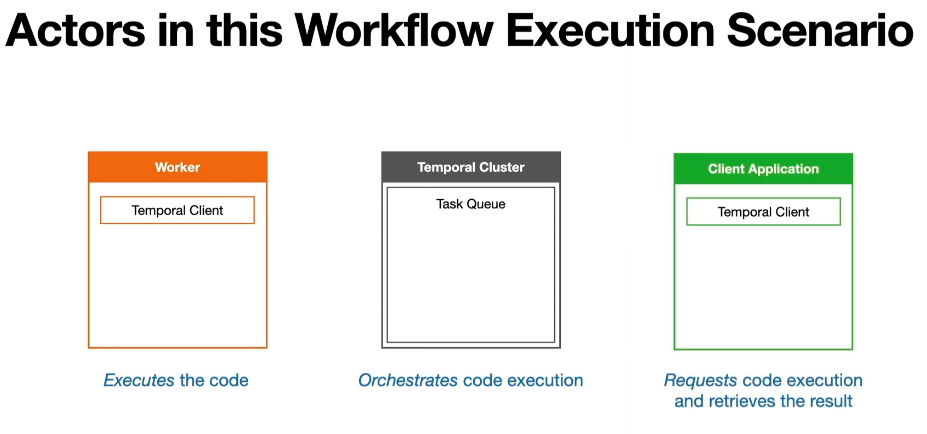 Actors in this Workflow Execution Scenario
Worker
Temporal Client
Executes the code
Temporal Cluster
Task Queue
Orchestrates code execution
Client Application
Temporal Client
Requests code execution
and retrieves the result